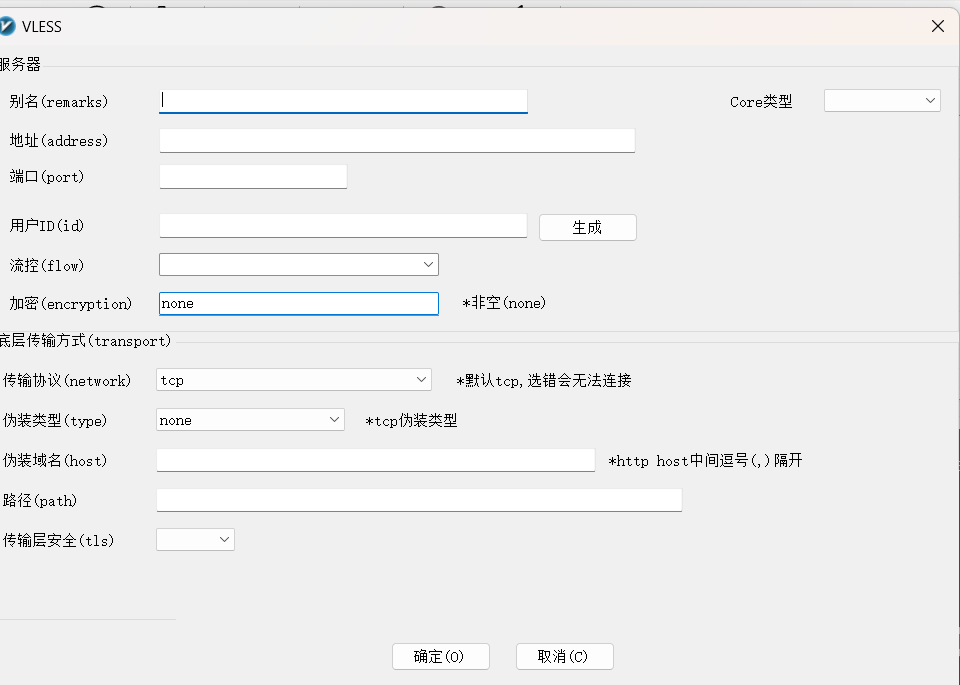 VLESS
服务器
别名(remarks) Core类型
地址(address)
端口(port)
用户ID(id) 生成
流控(flow)
加密(encryption) none *非空(none)
底层传输方式(transport)
传输协议(network) tcp *默认tcp,选错会无法连接
伪装类型(type) none *tcp伪装类型
伪装域名(host) *http host中间逗号(,)隔开
路径(path)
传输层安全(tls)
确定(O) 取消(C)